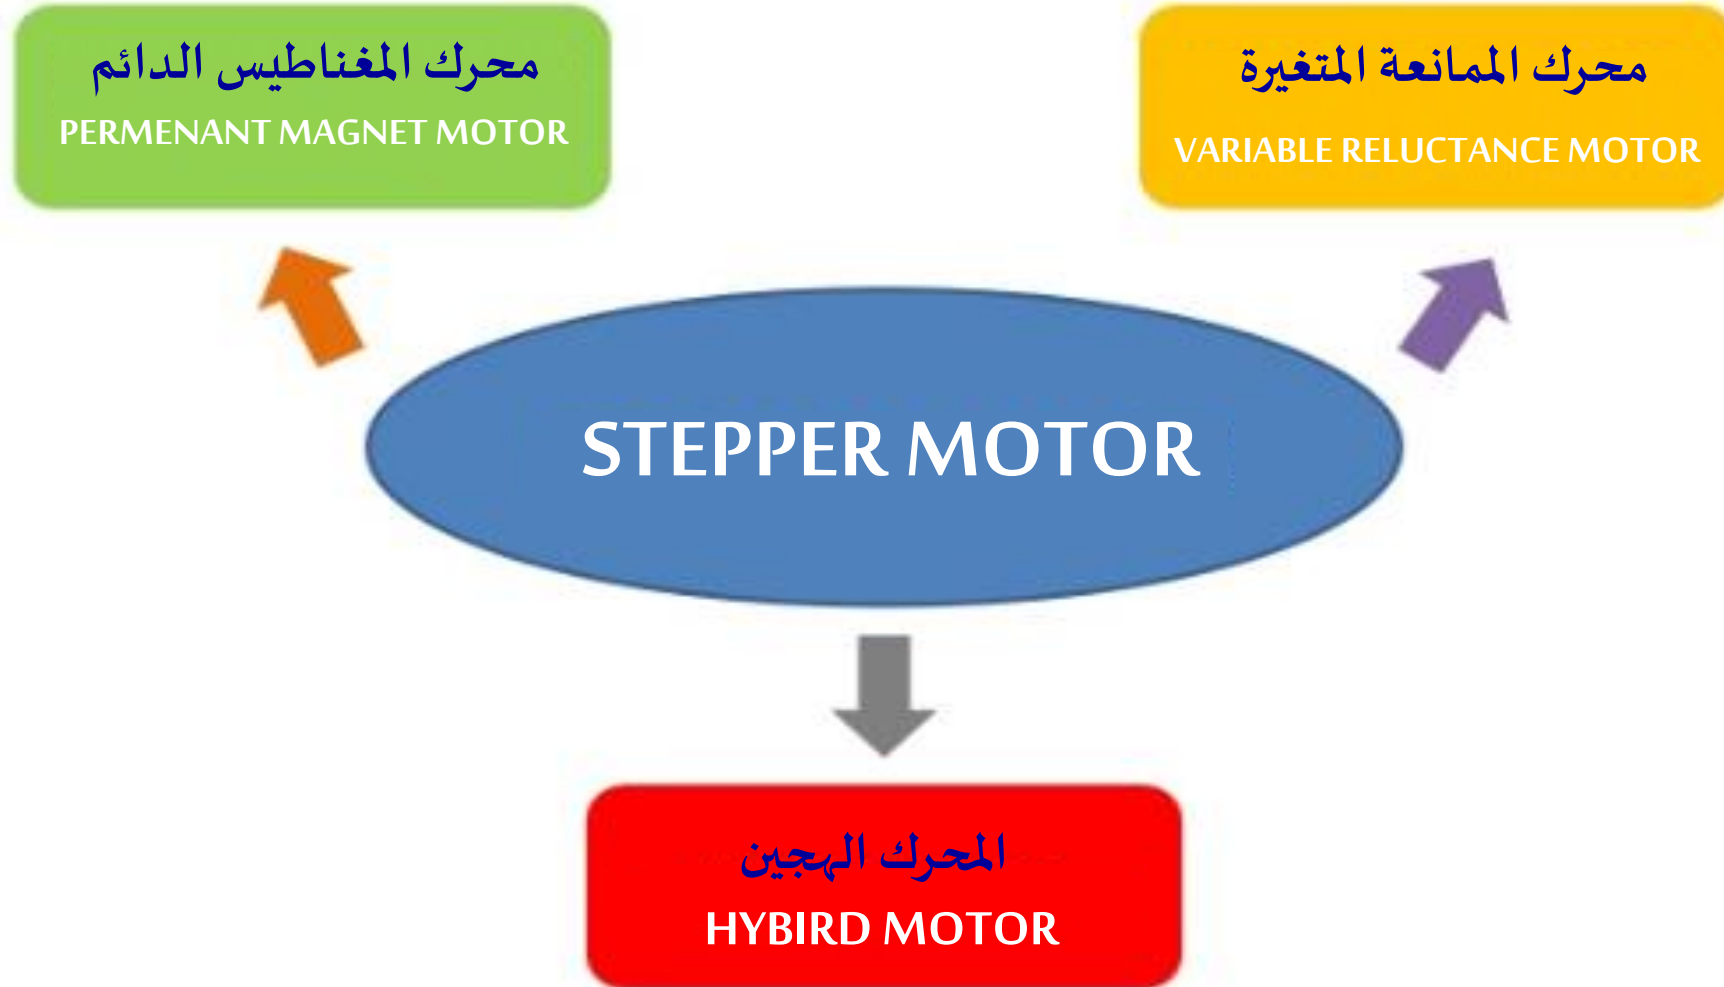 محرك المغناطيس الدائم
PERMENANT MAGNET MOTOR
محرك الممانعة المتغيرة
VARIABLE RELUCTANCE MOTOR
STEPPER MOTOR
المحرك الهجين
HYBIRD MOTOR